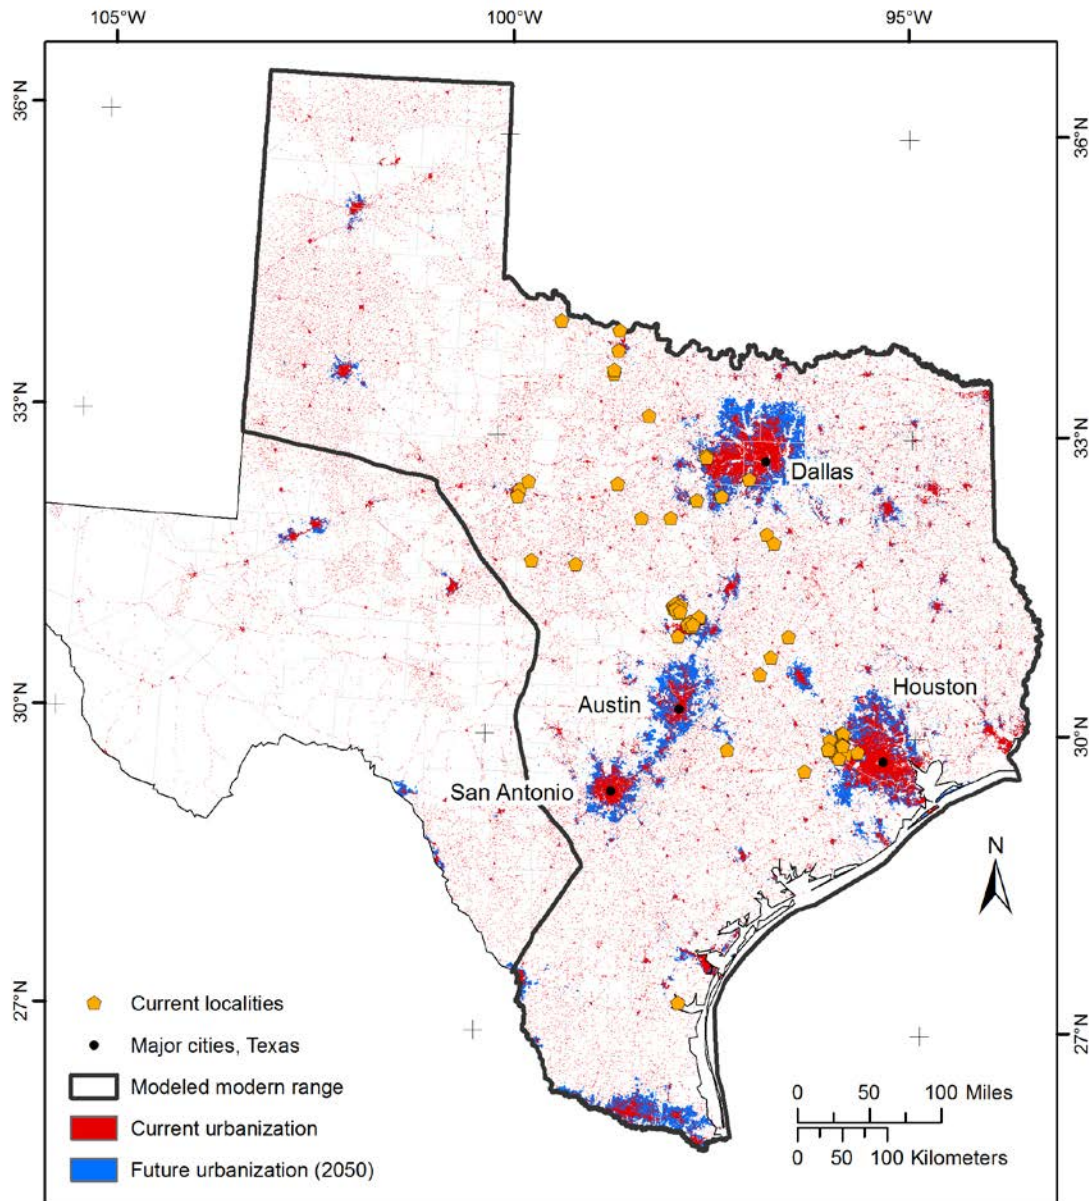 105°W 100°W 95°W
36°N
36°N
33°N
33°N
Dallas
Houston
30°N
Austin
30°N
San Antonio
N
27°N
27°N
Current localities
Major cities, Texas
Modeled modern range
Current urbanization
Future urbanization (2050)
0 50 100 Miles
0 50 100 Kilometers